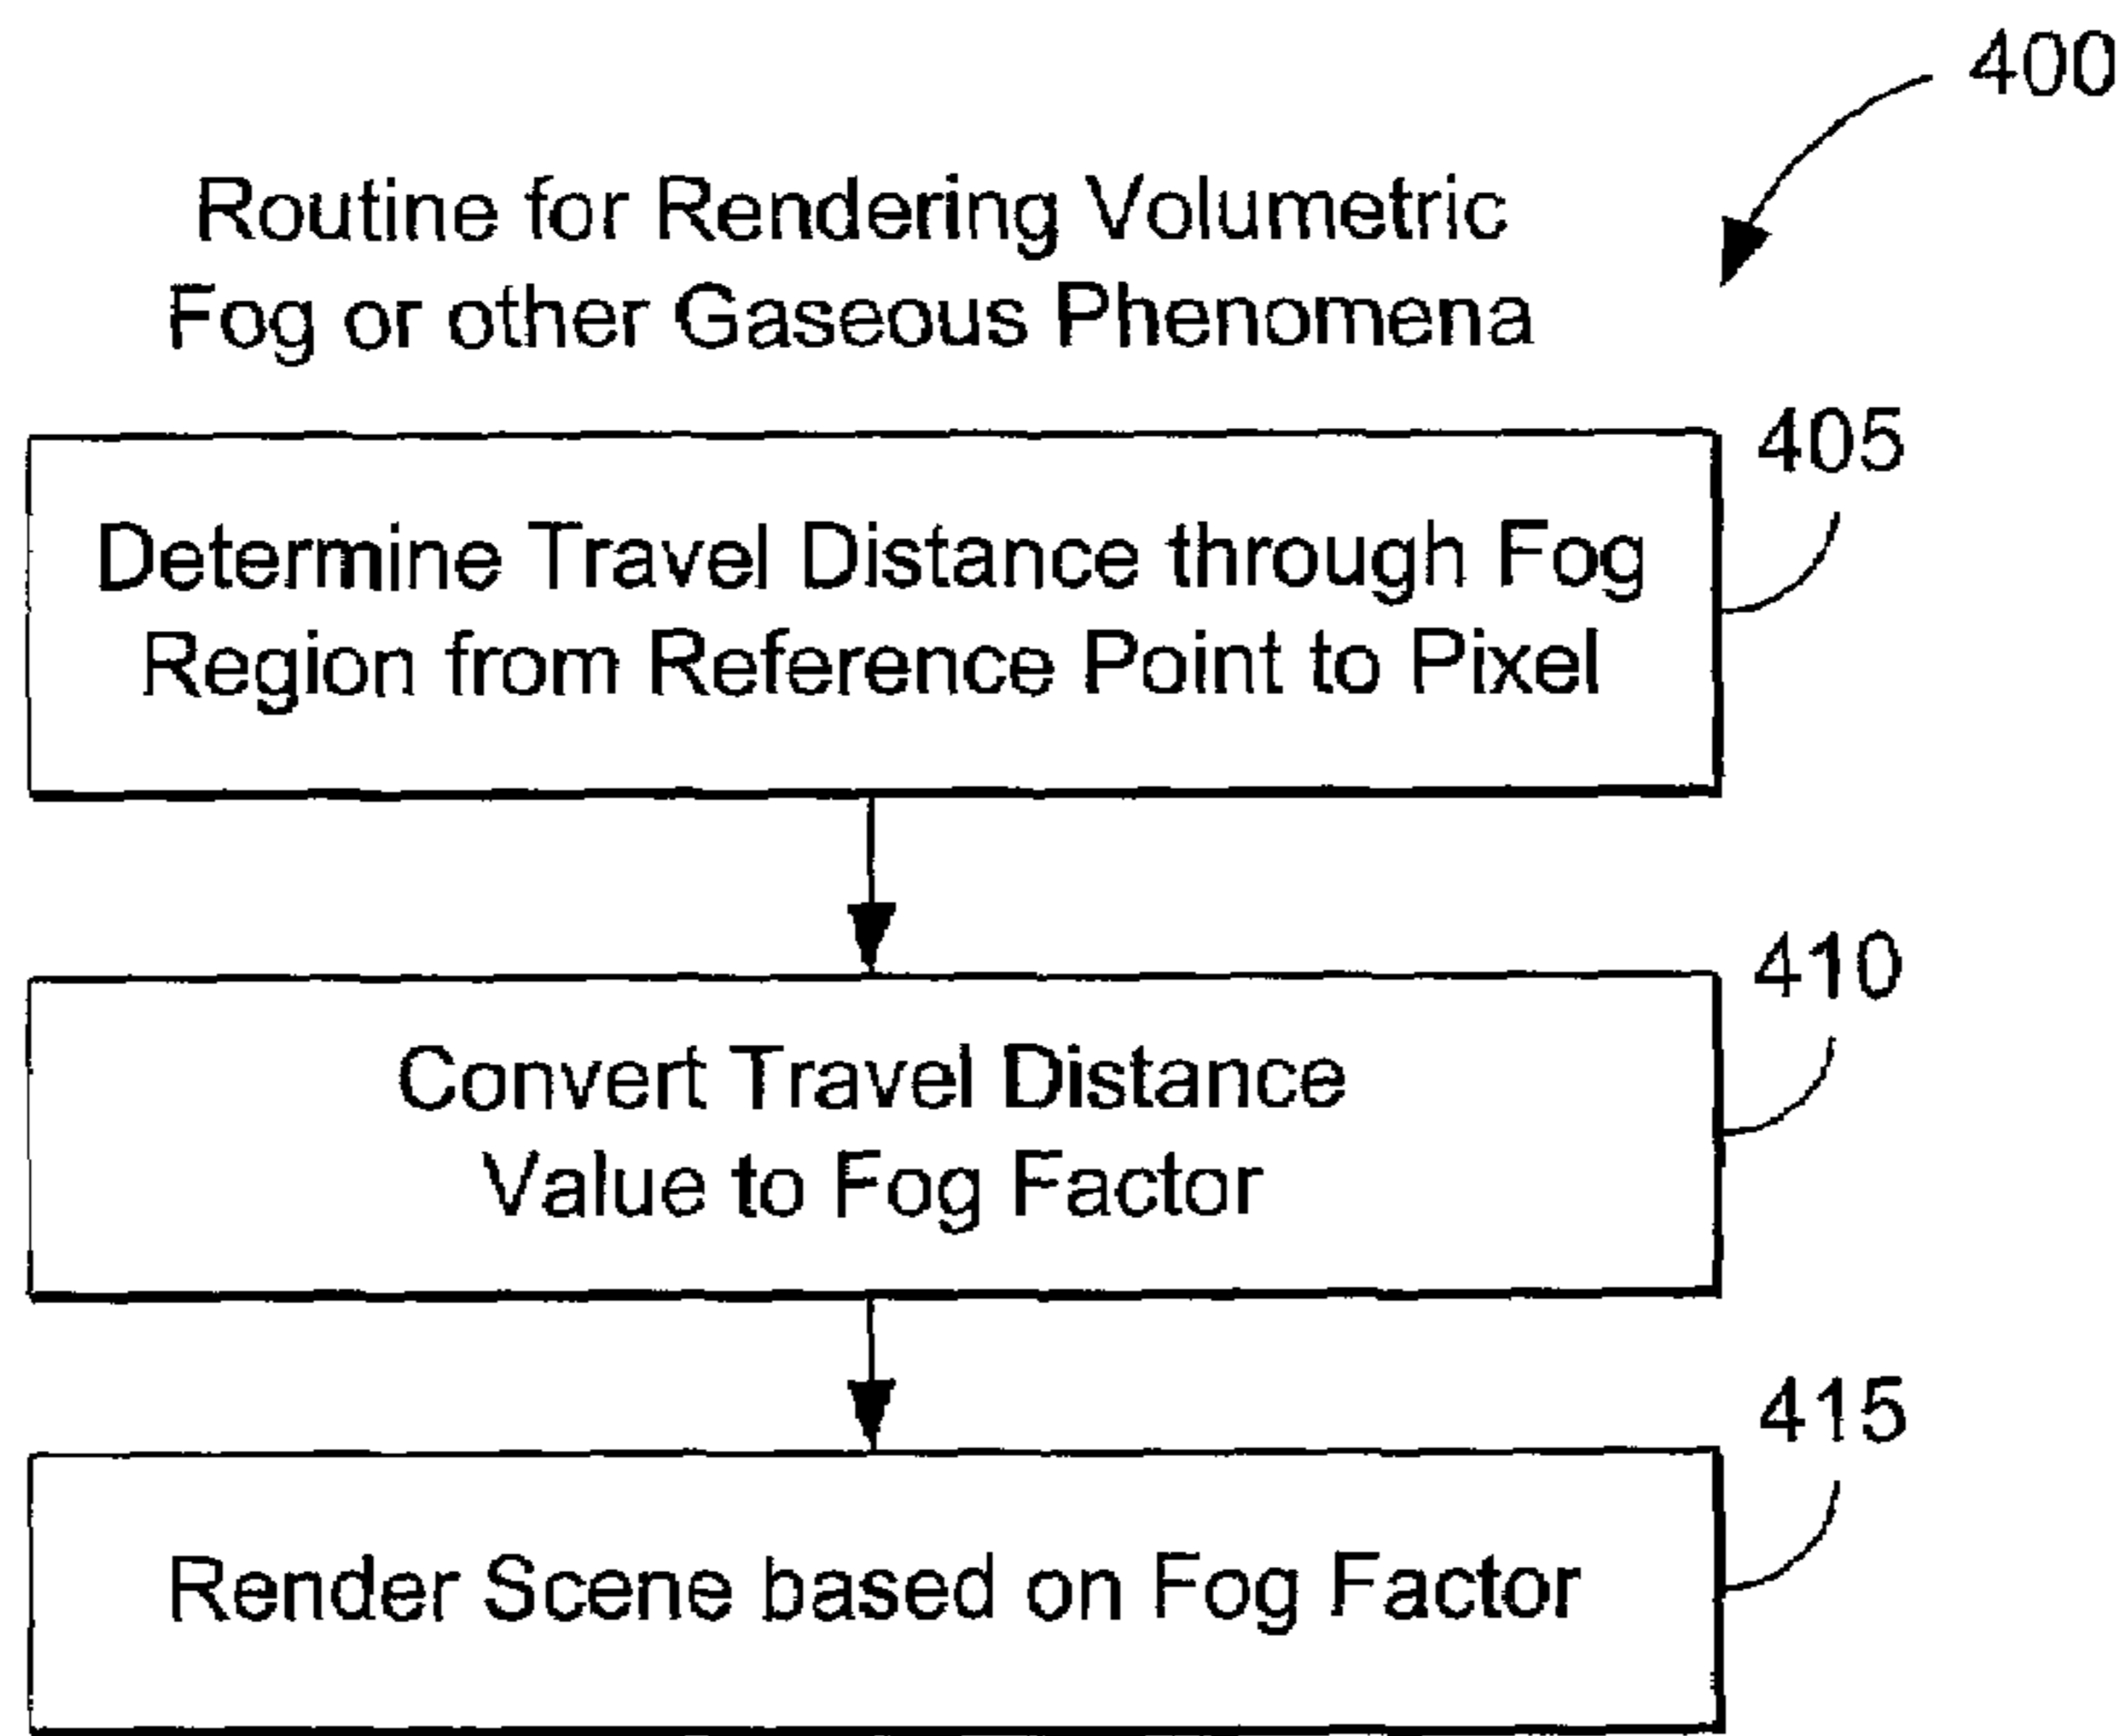 400
Routine for Rendering Volumetric
Fog or other Gaseous Phenomena
405
Determine Travel Distance through Fog
Region from Reference Point to Pixel
410
Convert Travel Distance
Value to Fog Factor
415
Render Scene based on Fog Factor